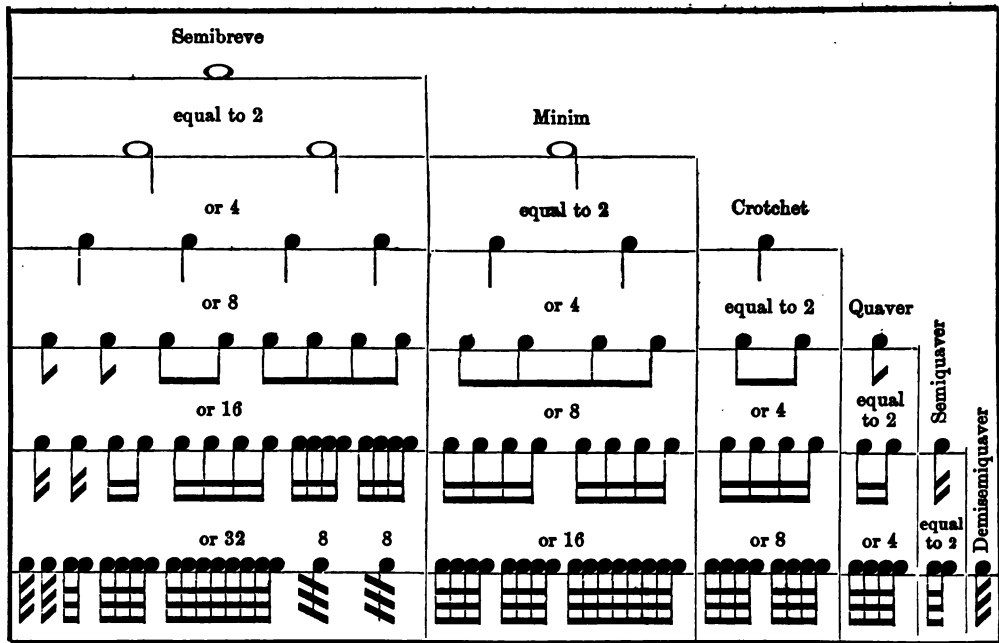 Semibreve
equal to 2
Minim
or 4
equal to 2
Crotchet
or 8
or 4
equal to 2
Quaver
or 16
or 8
or 4
equal
to 2
Semiquaver
or 32
8
8
or 16
or 8
or 4
equal
to 2
Demisemiquaver